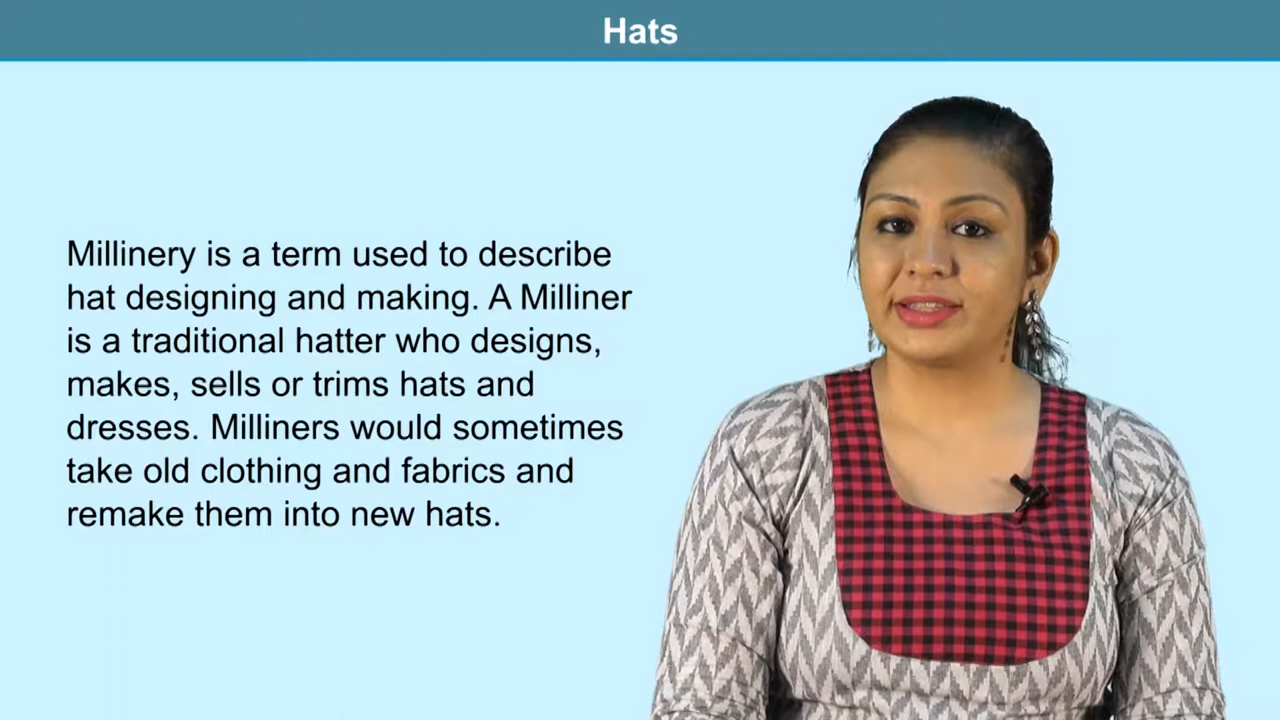 Hats
Millinery is a term used to describe
hat designing and making. A Milliner
is a traditional hatter who designs,
makes, sells or trims hats and
dresses. Milliners would sometimes
take old clothing and fabrics and
remake them into new hats.